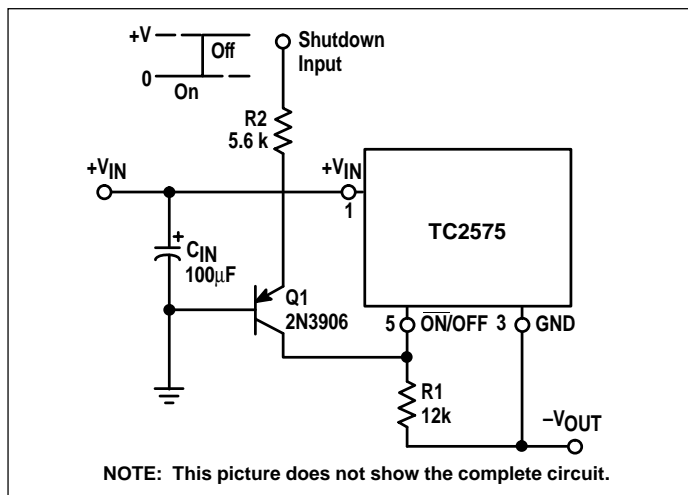 +V
Off
0
On
Shutdown
Input
R2
5.6 k
+VIN
+VIN
1
TC2575
CIN
100µF
+
Q1
2N3906
5
ON/OFF
3
GND
R1
12k
–VOUT
NOTE: This picture does not show the complete circuit.